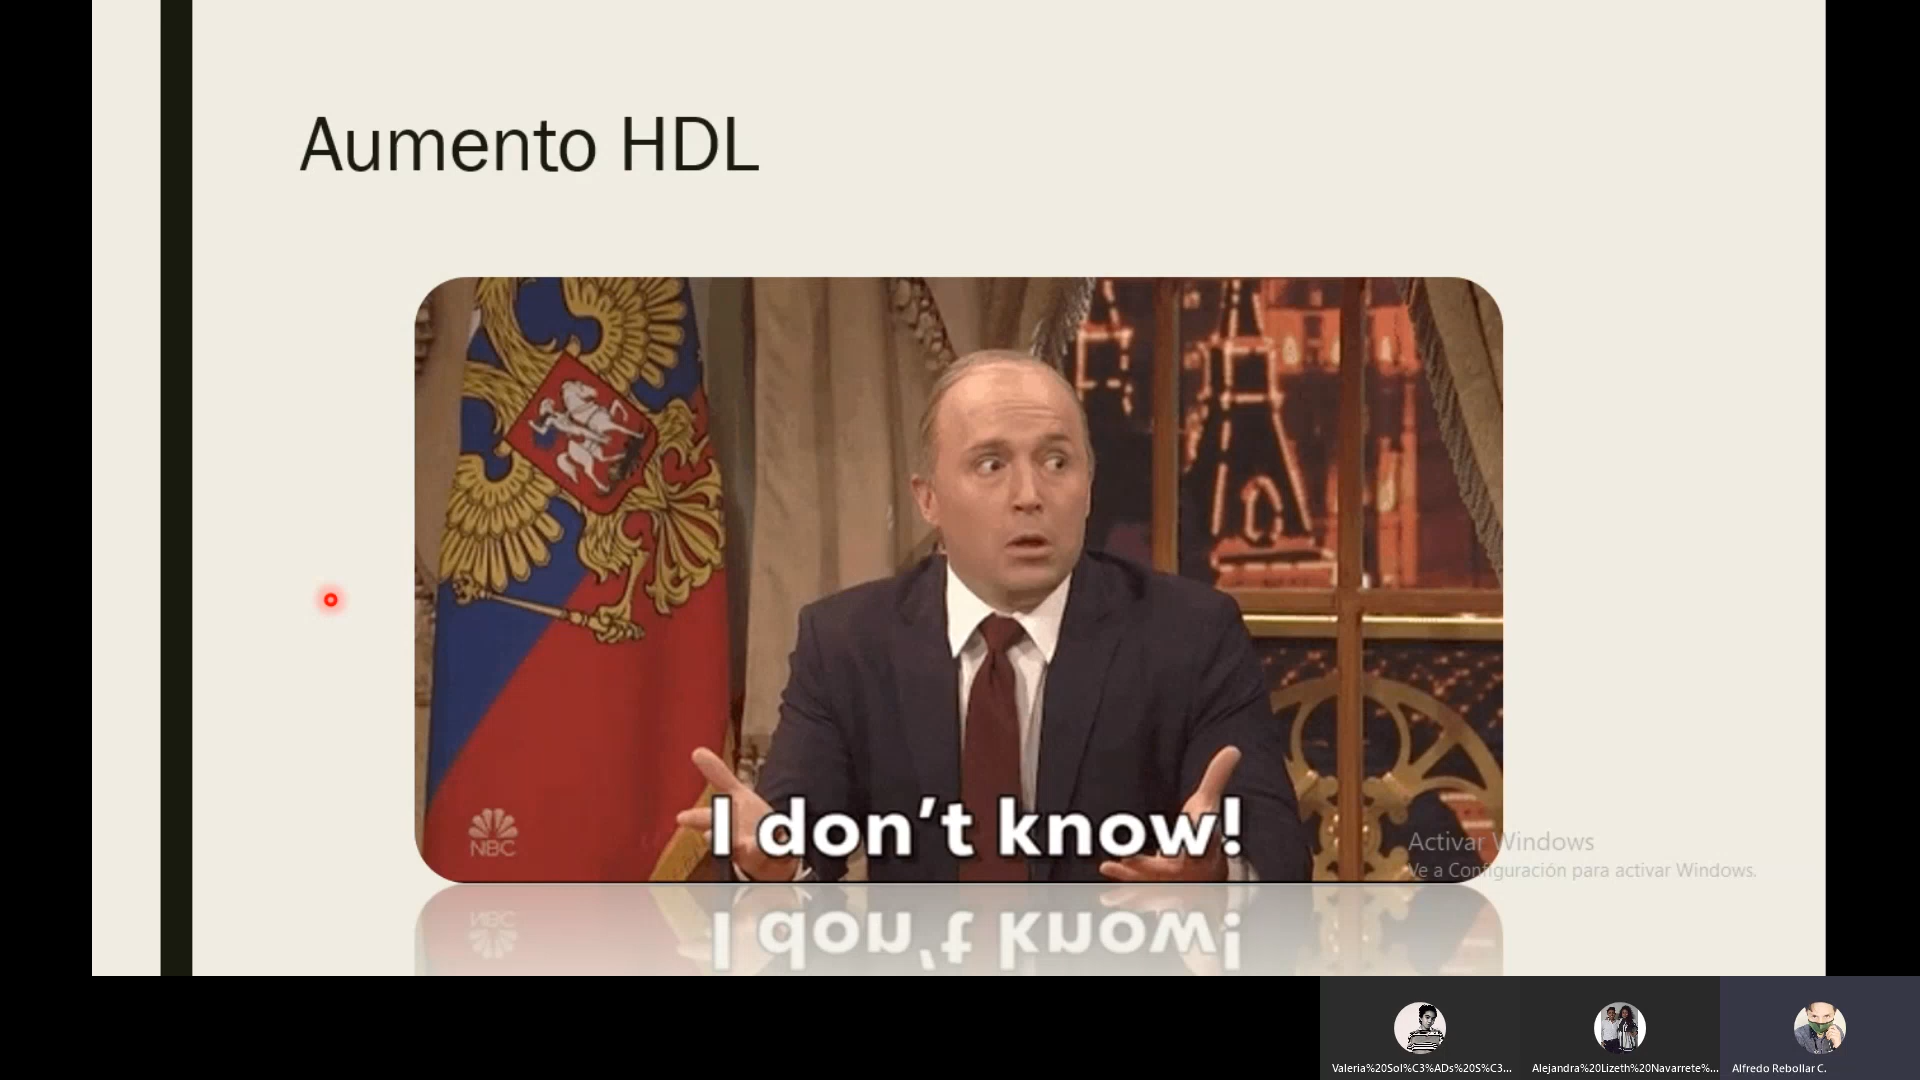 Aumento HDL
I don't know!
NBC
Activar Windows
Ve a Configuración para activar Windows.
Valeria%20Sol%C3%ADs%20S%C3...
Alejandra%20Lizeth%20Navarrete%...
Alfredo Rebollar C.